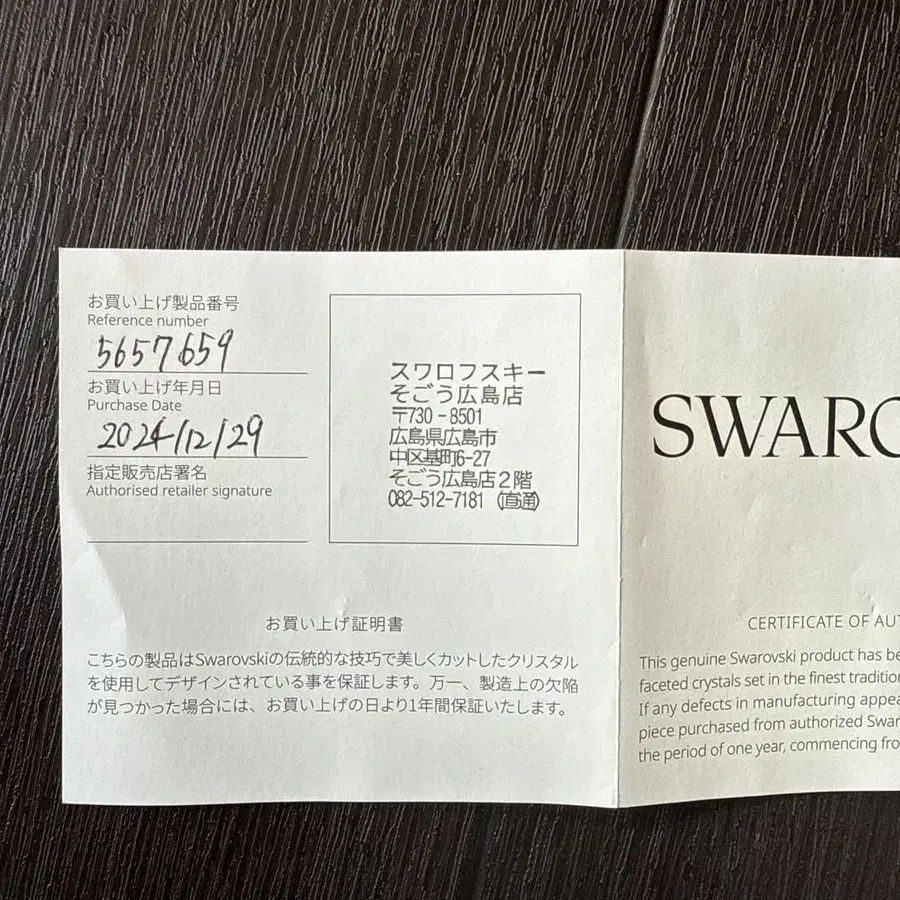 お買い上げ製品番号
Reference number
5657659
お買い上げ年月日
Purchase Date
2024/12/29
指定販売店署名
Authorised retailer signature
スワロフスキー
そごう広島店
〒730-8501
広島県広島市
中区基町6-27
そごう広島店2階
082-512-7181 (直通)
お買い上げ証明書
こちらの製品はSwarovskiの伝統的な技巧で美しくカットしたクリスタル
を使用してデザインされている事を保証します。万一、製造上の欠陥
が見つかった場合には、お買い上げの日より1年間保証いたします。
SWARO
CERTIFICATE OF AUT
This genuine Swarovski product has be
faceted crystals set in the finest tradition
If any defects in manufacturing appea
piece purchased from authorized Swar
the period of one year, commencing fro